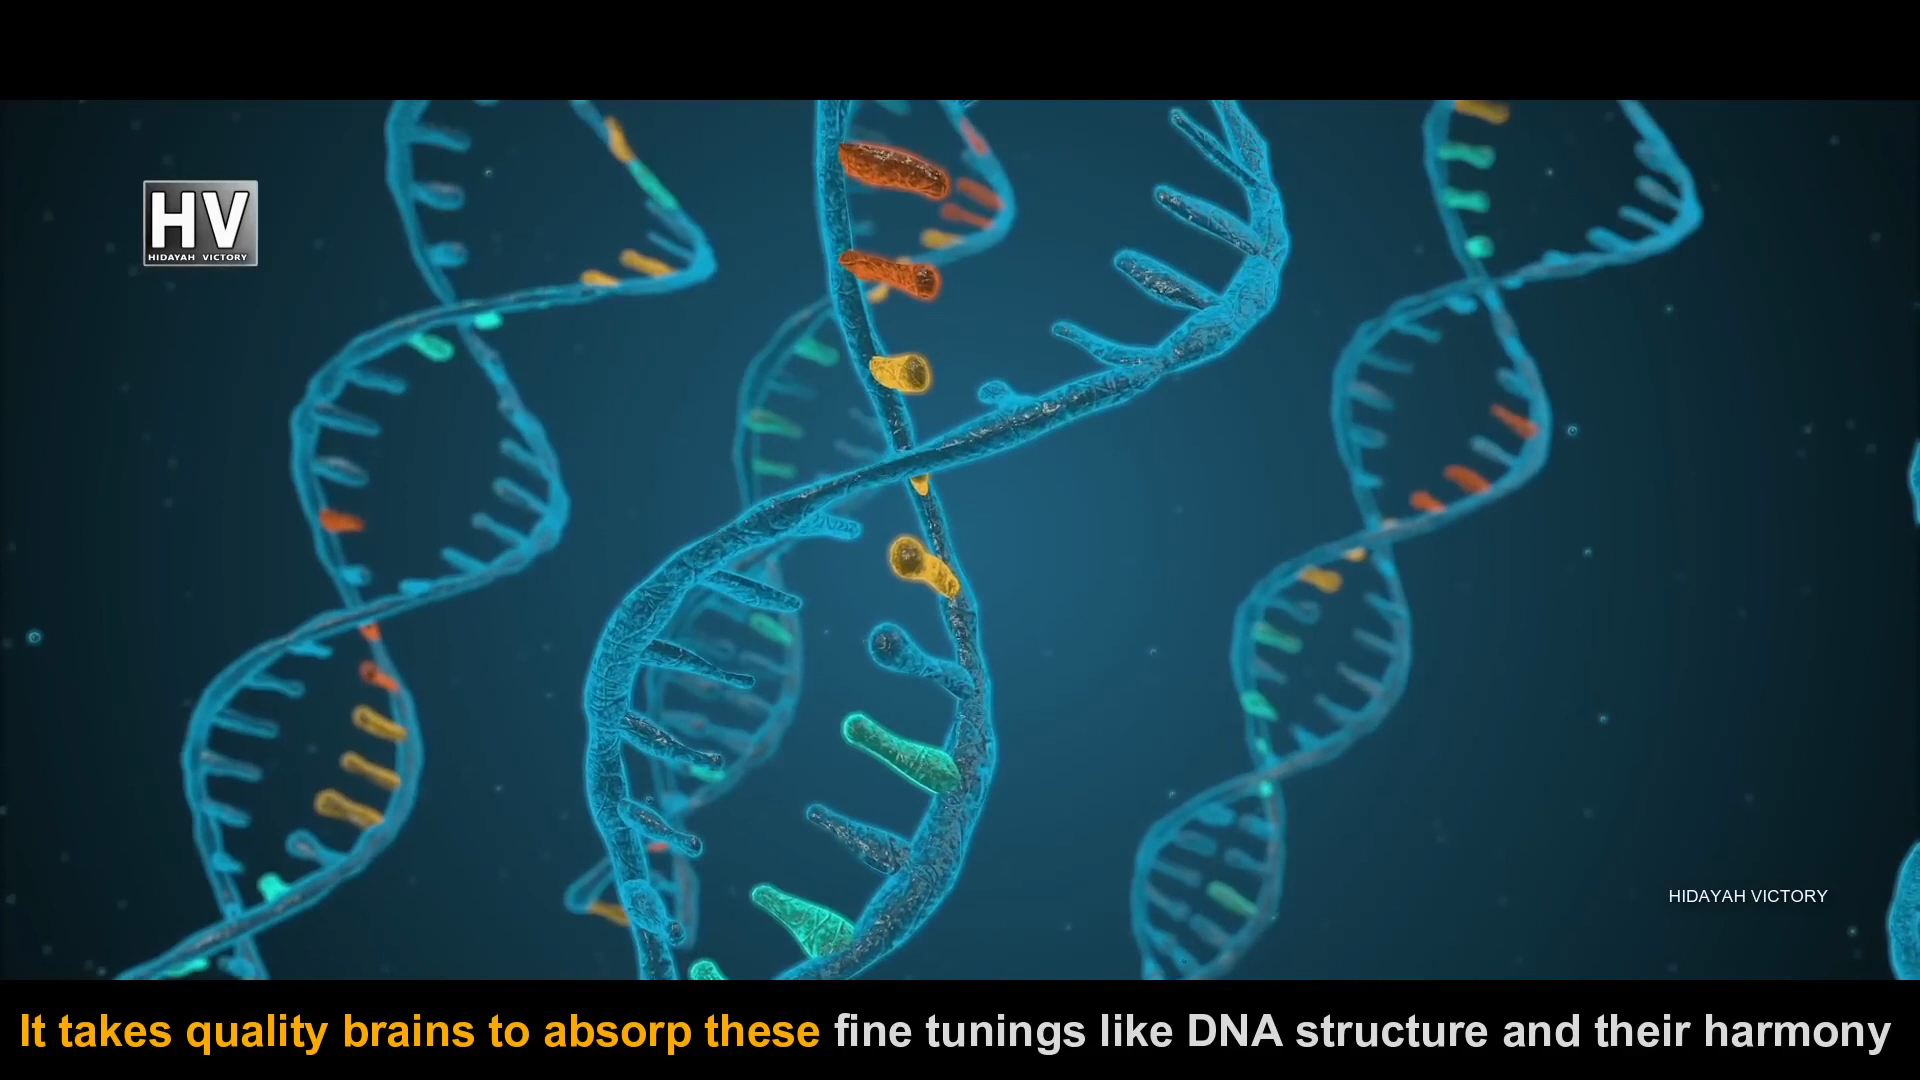 HV
HIDAYAH VICTORY
HIDAYAH VICTORY
It takes quality brains to absorp these fine tunings like DNA structure and their harmony